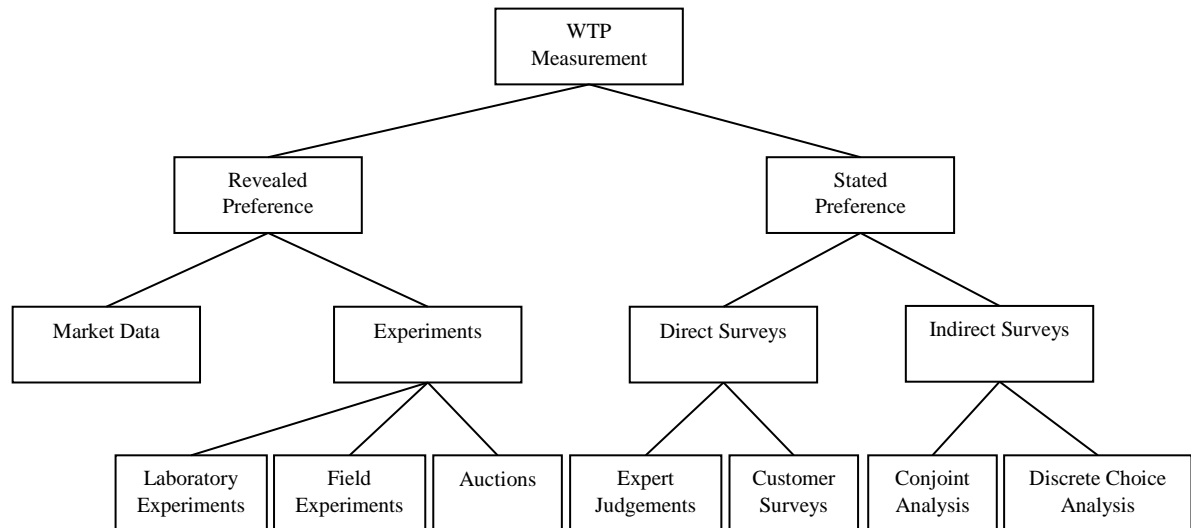 WTP
Measurement
Revealed
Preference
Stated
Preference
Market Data
Experiments
Direct Surveys
Indirect Surveys
Laboratory
Experiments
Field
Experiments
Auctions
Expert
Judgements
Customer
Surveys
Conjoint
Analysis
Discrete Choice
Analysis